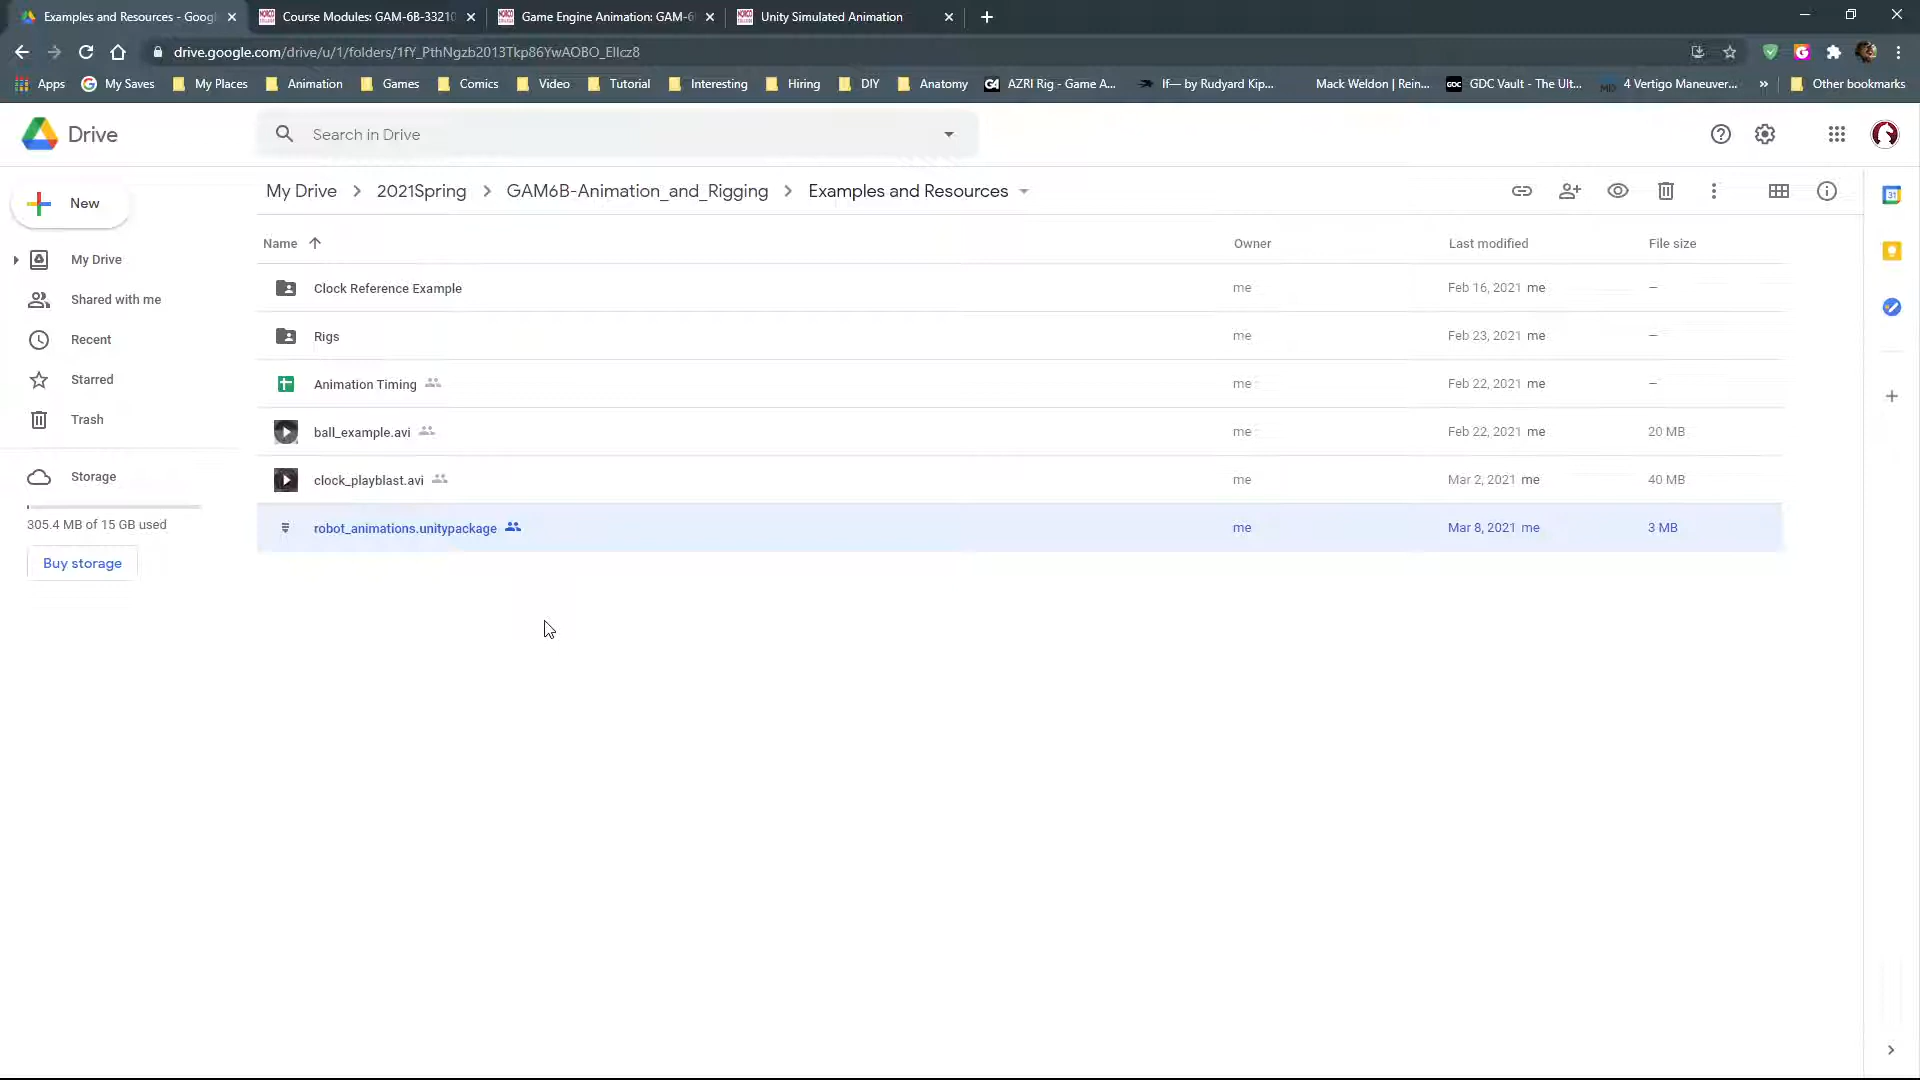 Examples and Resources - Googl
Course Modules: GAM-6B-33210
Game Engine Animation: GAM-6
Unity Simulated Animation
drive.google.com/drive/u/1/folders/1fY_PthNgzb2013Tkp86YwAOBO_Ellcz8
Apps
My Saves
My Places
Animation
Games
Comics
Video
Tutorial
Interesting
Hiring
DIY
Anatomy
AZRI Rig - Game A...
If— by Rudyard Kip...
Mack Weldon | Rein...
GDC Vault - The Ult...
4 Vertigo Maneuver...
»
Other bookmarks
Drive
Search in Drive
New
My Drive
Shared with me
Recent
Starred
Trash
Storage
305.4 MB of 15 GB used
Buy storage
My Drive > 2021Spring > GAM6B-Animation_and_Rigging > Examples and Resources
Name Owner Last modified File size
Clock Reference Example me Feb 16, 2021 me –
Rigs me Feb 23, 2021 me –
Animation Timing me Feb 22, 2021 me –
ball_example.avi me Feb 22, 2021 me 20 MB
clock_playblast.avi me Mar 2, 2021 me 40 MB
robot_animations.unitypackage me Mar 8, 2021 me 3 MB
31